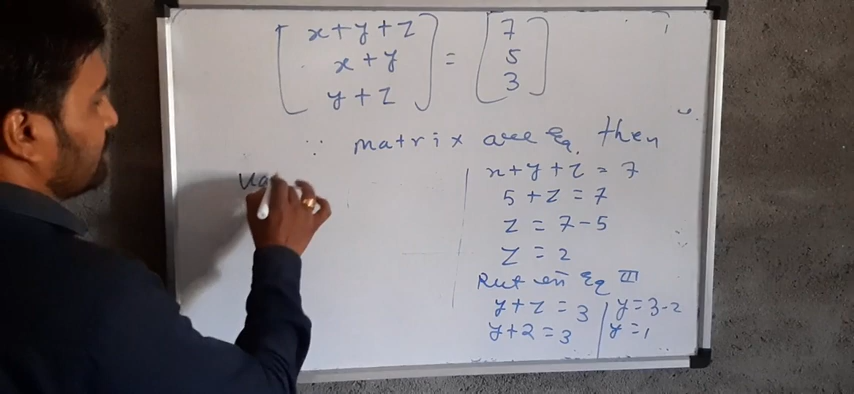 x+y+z
x+y
y+z
=
7
5
3
∵ matrix are Eq. then
x+y+z=7
5+z=7
z=7-5
z=2
Put en Eq III
y+z=3
y+2=3
y=3-2
y=1